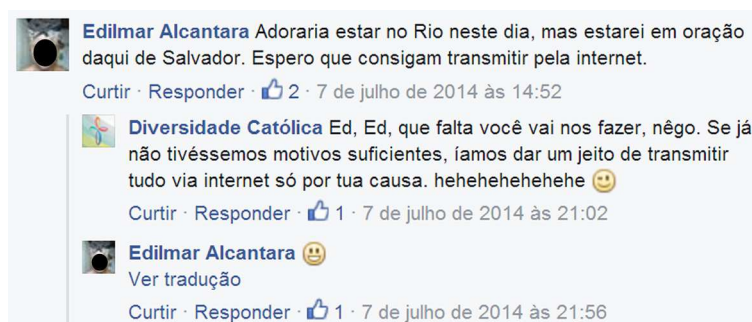 Edilmar Alcantara Adoraria estar no Rio neste dia, mas estarei em oração
daqui de Salvador. Espero que consigam transmitir pela internet.
Curtir · Responder · 2 · 7 de julho de 2014 às 14:52
Diversidade Católica Ed, Ed, que falta você vai nos fazer, nêgo. Se já
não tivéssemos motivos suficientes, íamos dar um jeito de transmitir
tudo via internet só por tua causa. hehehehehehehe
Curtir · Responder · 1 · 7 de julho de 2014 às 21:02
Edilmar Alcantara
Ver tradução
Curtir · Responder · 1 · 7 de julho de 2014 às 21:56